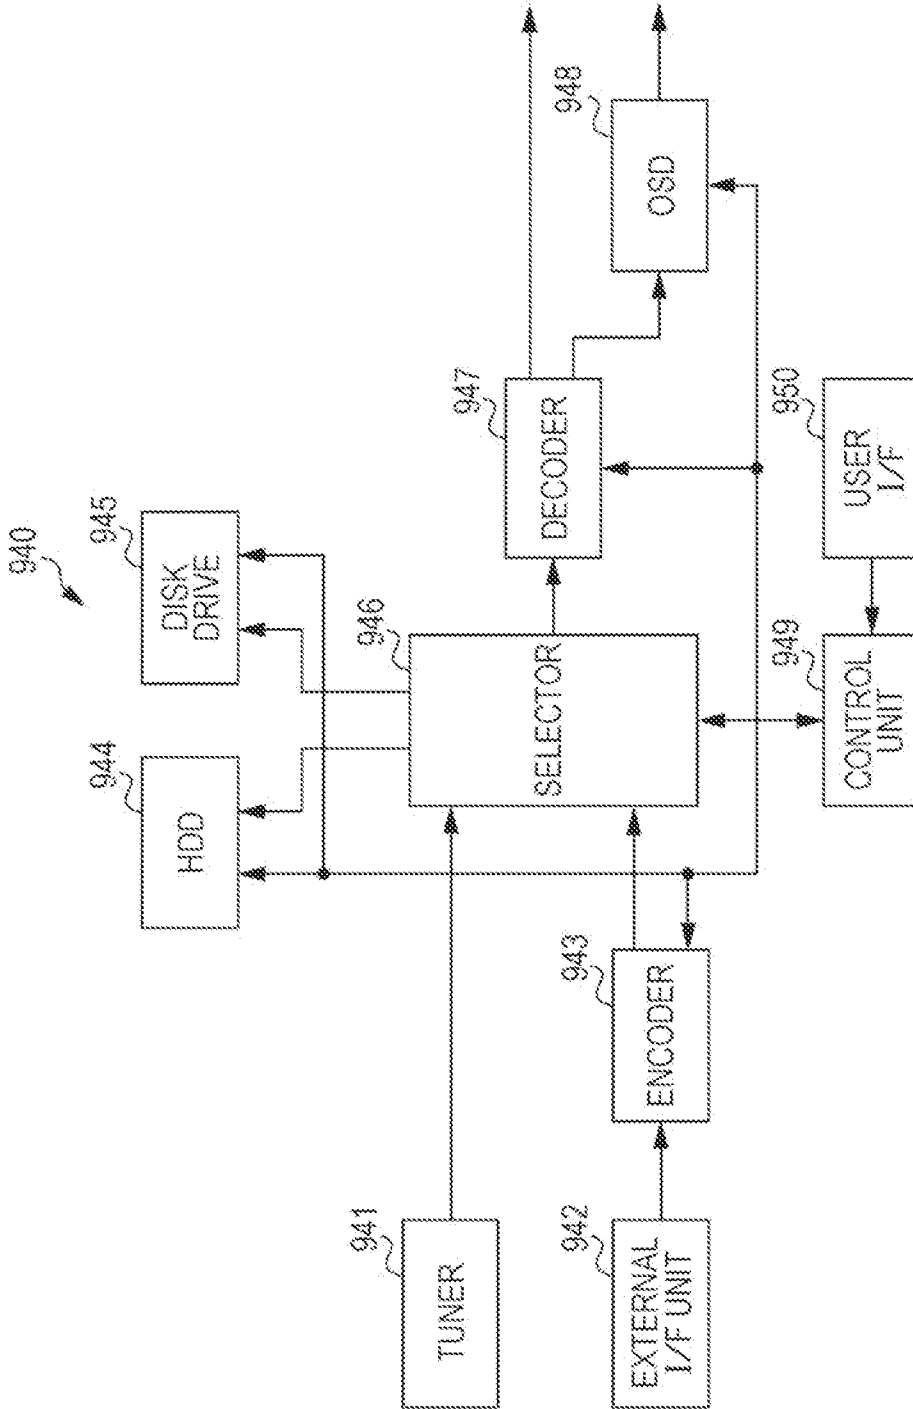 940
944
HDD
945
DISK
DRIVE
941
TUNER
946
SELECTOR
947
DECODER
942
EXTERNAL
I/F UNIT
943
ENCODER
948
OSD
949
CONTROL
UNIT
950
USER
I/F